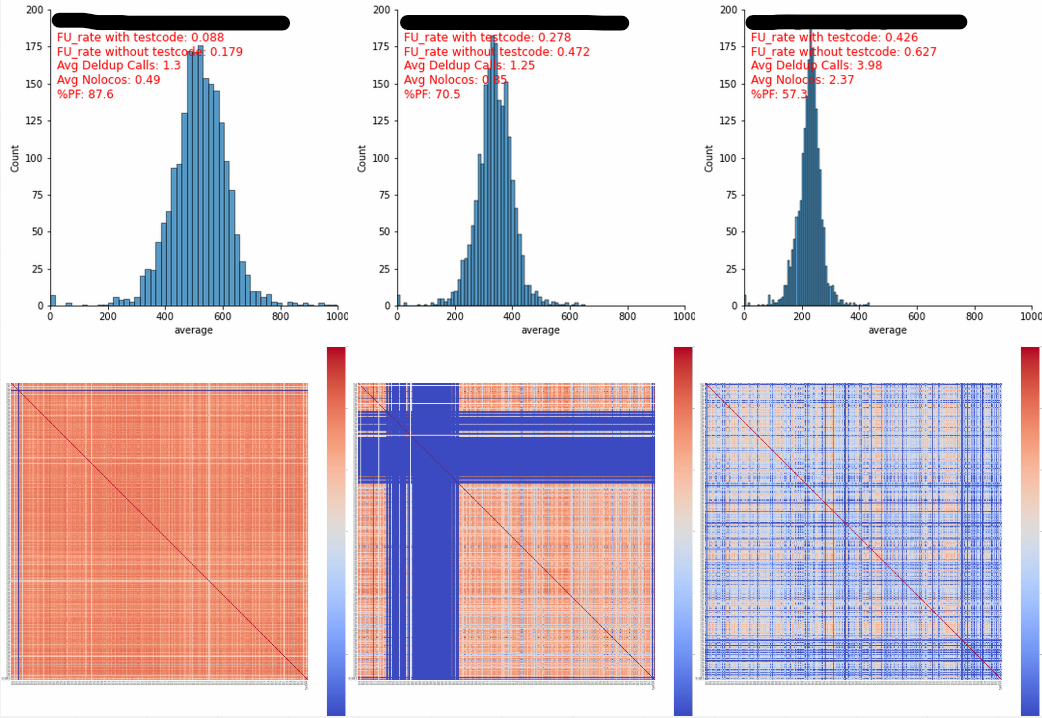 FU_rate with testcode: 0.088
FU_rate without testcode: 0.179
Avg Deldup Calls: 1.3
Avg Nolocos: 0.49
%PF: 87.6
200
175
150
125
100
75
50
25
0
Count
0 200 400 600 800 1000
average
FU_rate with testcode: 0.278
FU_rate without testcode: 0.472
Avg Deldup Calls: 1.25
Avg Nolocos: 0.85
%PF: 70.5
200
175
150
125
100
75
50
25
0
Count
0 200 400 600 800 1000
average
FU_rate with testcode: 0.426
FU_rate without testcode: 0.627
Avg Deldup Calls: 3.98
Avg Nolocos: 2.37
%PF: 57.3
200
175
150
125
100
75
50
25
0
Count
0 200 400 600 800 1000
average